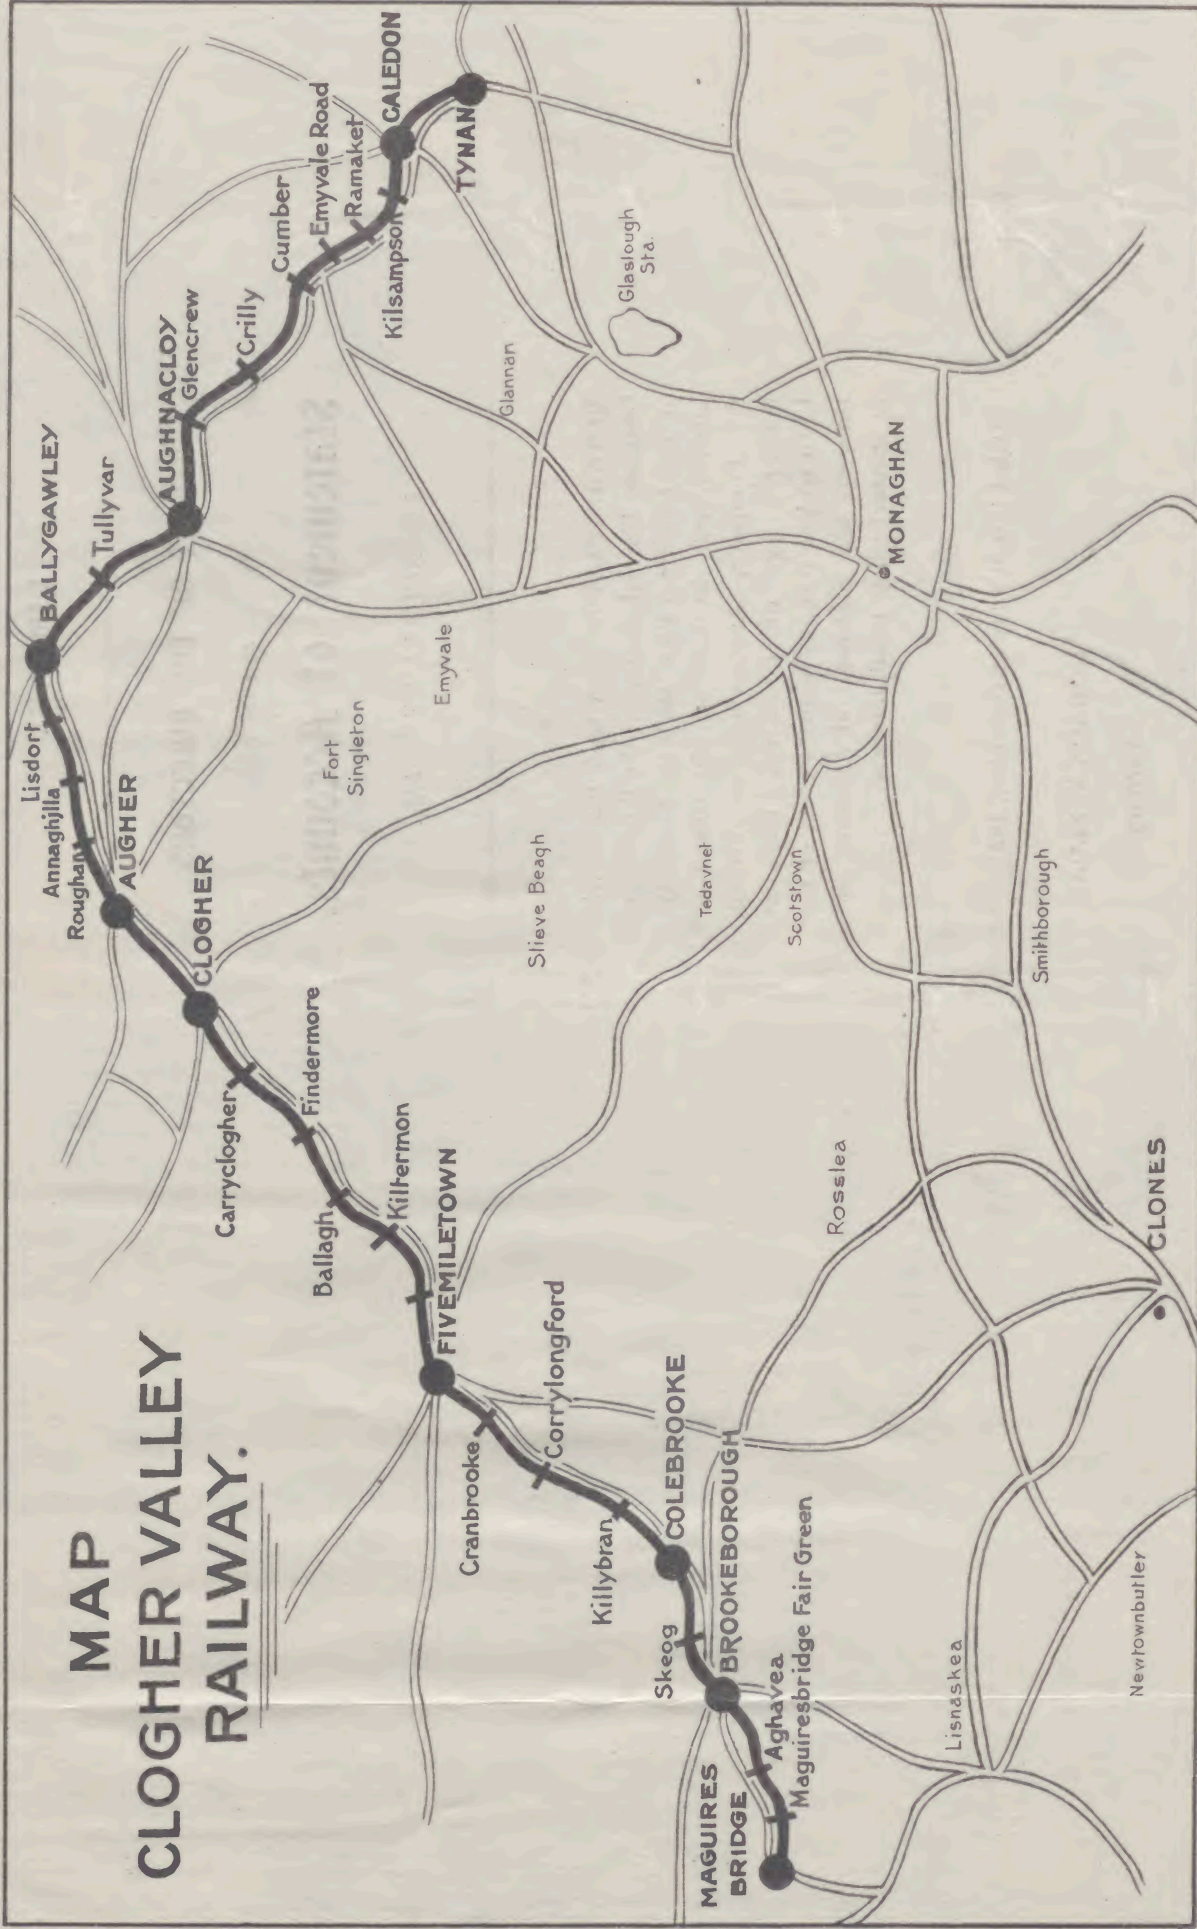 MAP
CLOGHER VALLEY
RAILWAY.
MAGUIRES
BRIDGE
Maguiresbridge Fair Green
Aghavea
BROOKEBOROUGH
Skeog
COLEBROOKE
Killybran
Corrylongford
Cranbrooke
FIVEMILETOWN
Kiltermon
Ballagh
Findermore
Carryclogher
CLOGHER
AUGHER
Roughan
Annaghilla
Lisdort
BALLYGAWLEY
Tullyvar
AUGHNACLOY
Glencrew
Crilly
Cumber
Emyvale Road
Ramaket
Kilsampson
CALEDON
TYNAN
Glaslough
Sta.
Glannan
Emyvale
Fort
Singleton
Slieve Beagh
Tedavnet
Scotstown
MONAGHAN
Smithborough
Rosslea
CLONES
Lisnaskea
Newtownbutler